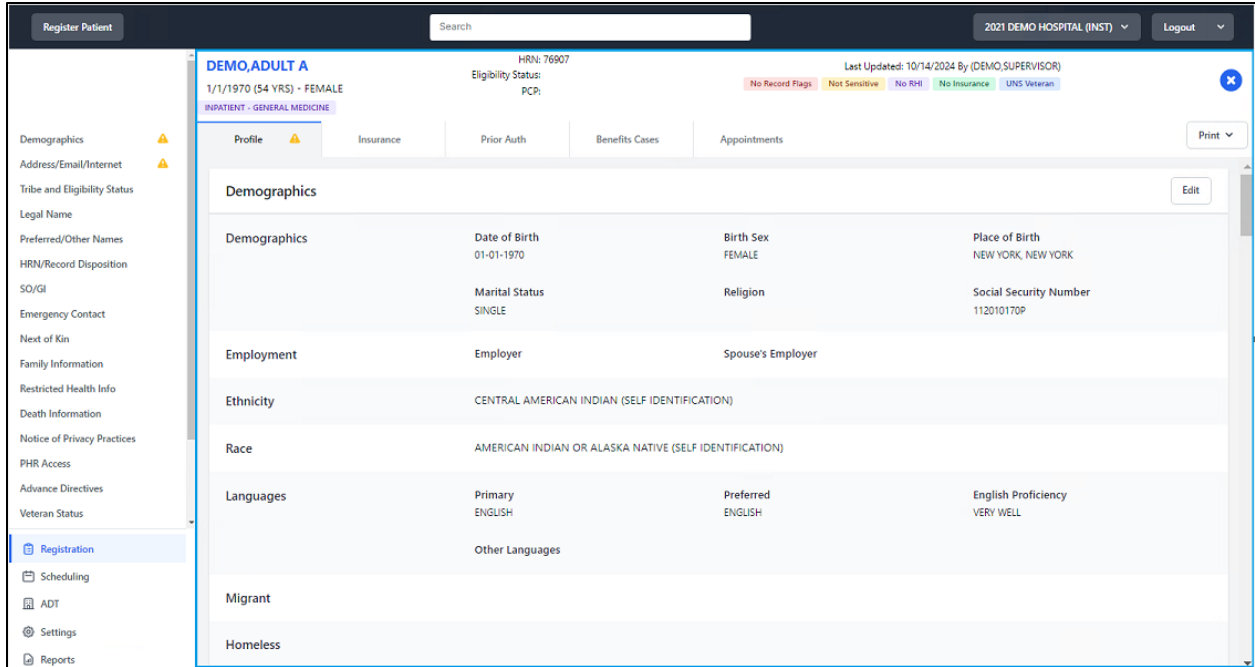 Register Patient
Search
2021 DEMO HOSPITAL (INST)
Logout
DEMO,ADULT A
1/1/1970 (54 YRS) - FEMALE
INPATIENT - GENERAL MEDICINE
HRN: 76907
Eligibility Status:
PCP:
Last Updated: 10/14/2024 By (DEMO,SUPERVISOR)
No Record Flags Not Sensitive No RHI No Insurance UNS Veteran
Profile Insurance Prior Auth Benefits Cases Appointments
Print
Demographics
Address/Email/Internet
Tribe and Eligibility Status
Legal Name
Preferred/Other Names
HRN/Record Disposition
SO/GI
Emergency Contact
Next of Kin
Family Information
Restricted Health Info
Death Information
Notice of Privacy Practices
PHR Access
Advance Directives
Veteran Status
Registration
Scheduling
ADT
Settings
Reports
Demographics
Edit
Demographics
Date of Birth Birth Sex Place of Birth
01-01-1970 FEMALE NEW YORK, NEW YORK
Marital Status Religion Social Security Number
SINGLE 112010170P
Employment Employer Spouse's Employer
Ethnicity CENTRAL AMERICAN INDIAN (SELF IDENTIFICATION)
Race AMERICAN INDIAN OR ALASKA NATIVE (SELF IDENTIFICATION)
Languages Primary Preferred English Proficiency
ENGLISH ENGLISH VERY WELL
Other Languages
Migrant
Homeless